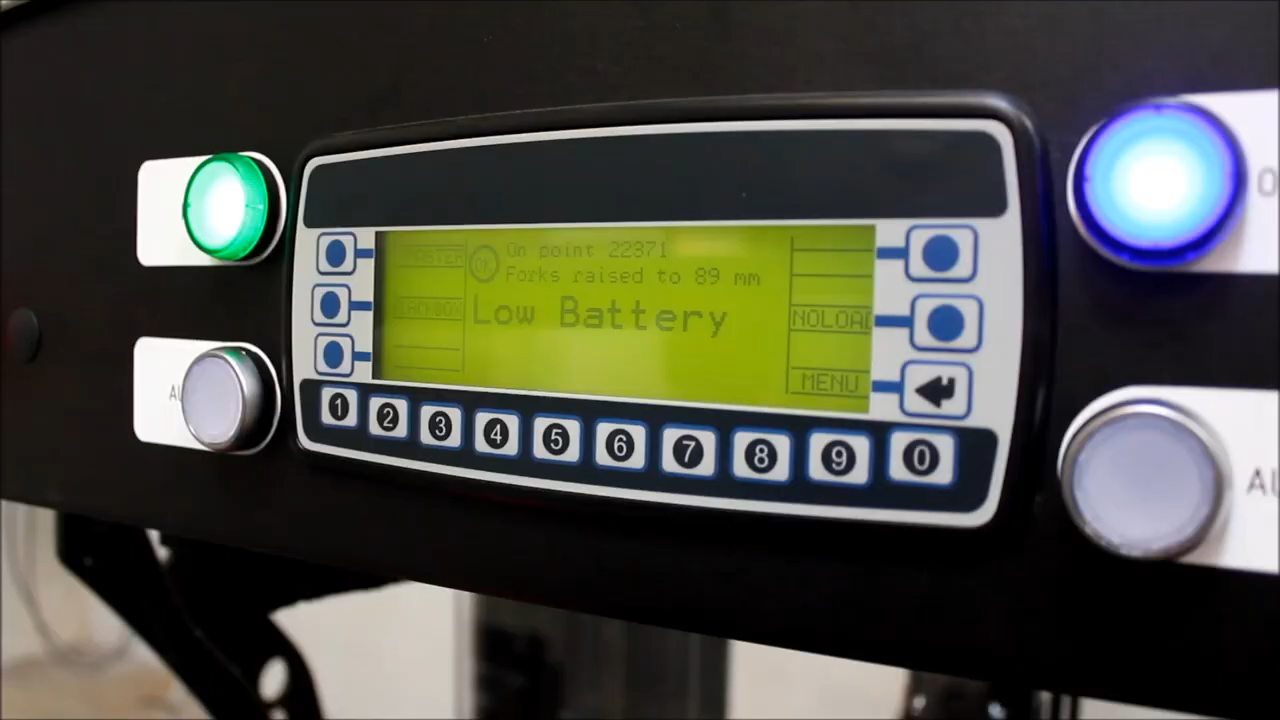 On point 22371
OK
Forks raised to 89 mm
Low Battery
NOLOAD
MENU
1 2 3 4 5 6 7 8 9 0